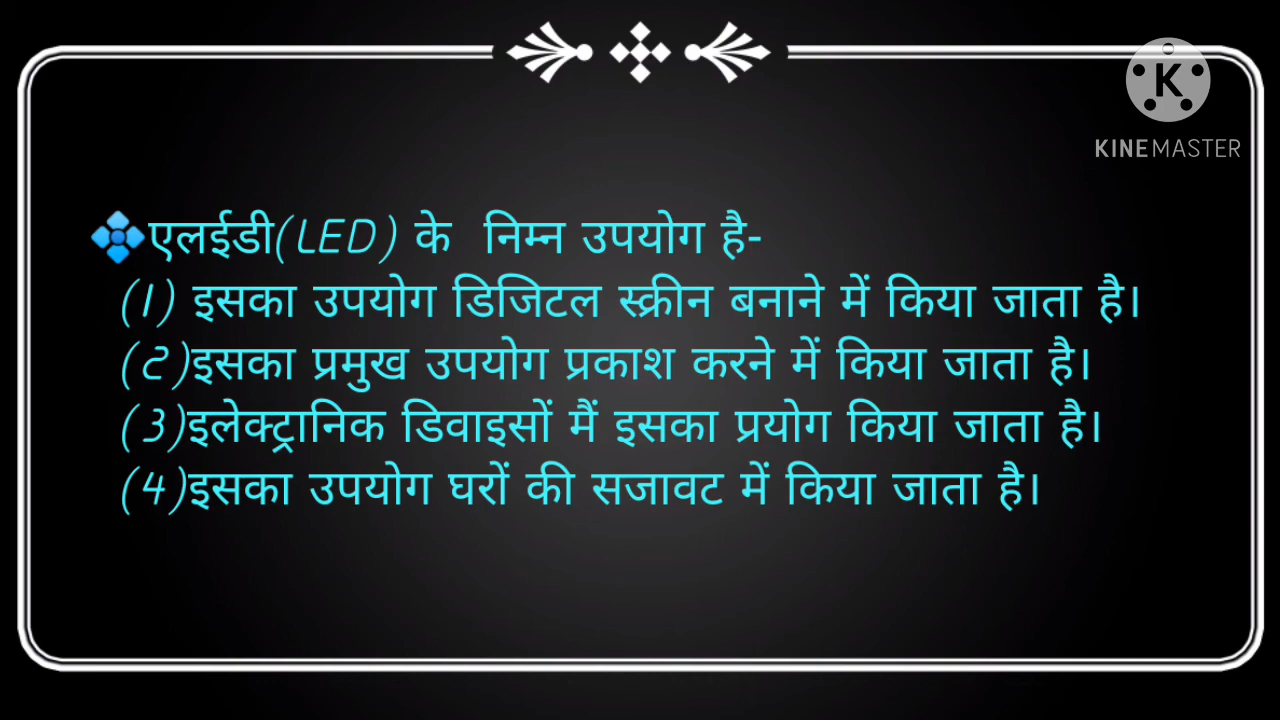 K
KINEMASTER
एलईडी(LED) के निम्न उपयोग है-
(1) इसका उपयोग डिजिटल स्क्रीन बनाने में किया जाता है।
(2)इसका प्रमुख उपयोग प्रकाश करने में किया जाता है।
(3)इलेक्ट्रानिक डिवाइसों मैं इसका प्रयोग किया जाता है।
(4)इसका उपयोग घरों की सजावट में किया जाता है।